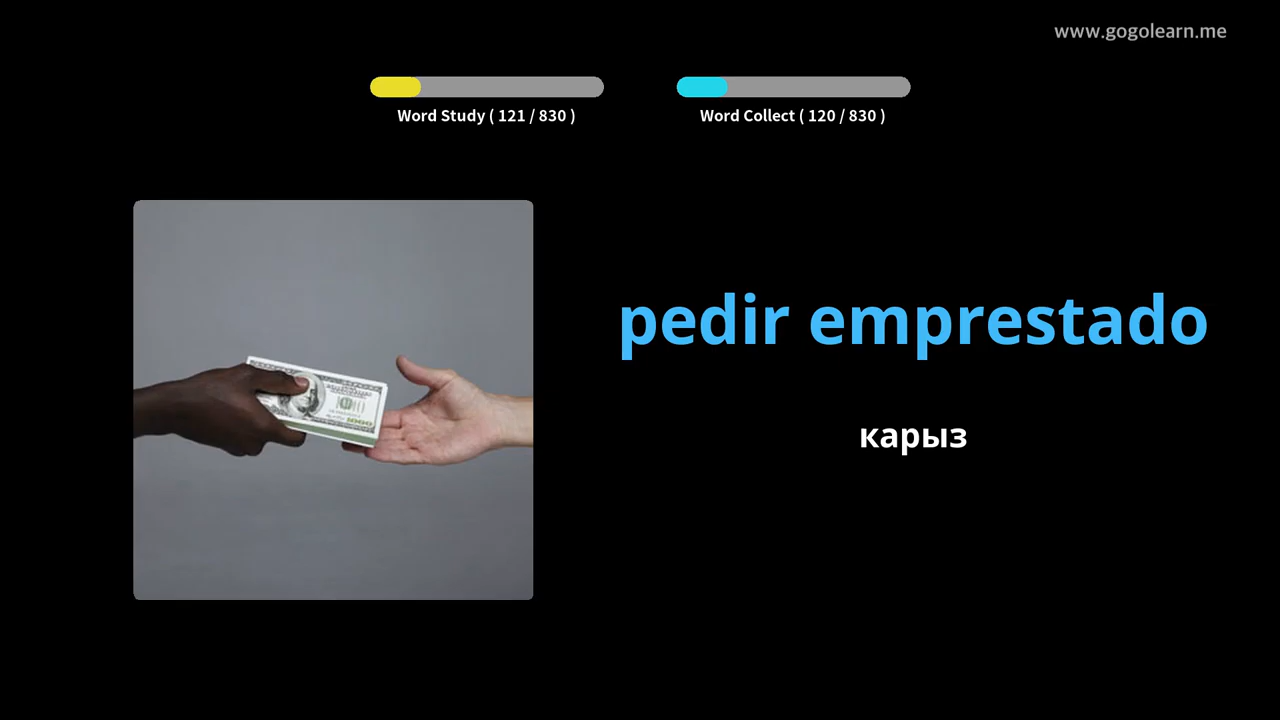 www.gogolearn.me
Word Study ( 121 / 830 )
Word Collect ( 120 / 830 )
pedir emprestado
карыз